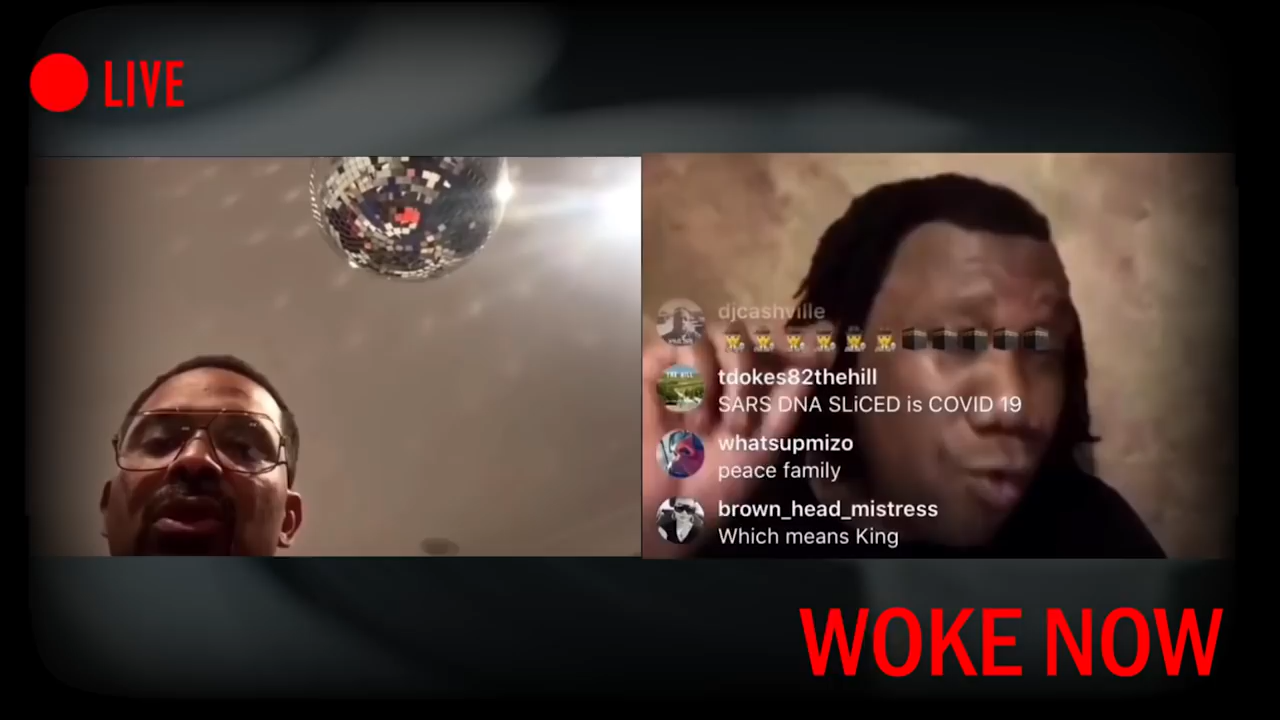 LIVE
djcashville
tdokes82thehill
SARS DNA SLiCED is COVID 19
whatsupmizo
peace family
brown_head_mistress
Which means King
WOKE NOW